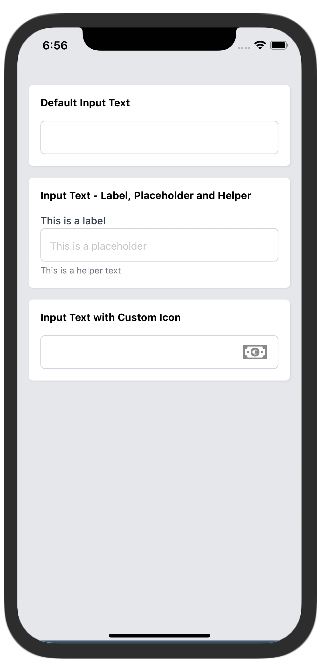 6:56
Default Input Text
Input Text - Label, Placeholder and Helper
This is a label
This is a placeholder
This is a helper text
Input Text with Custom Icon